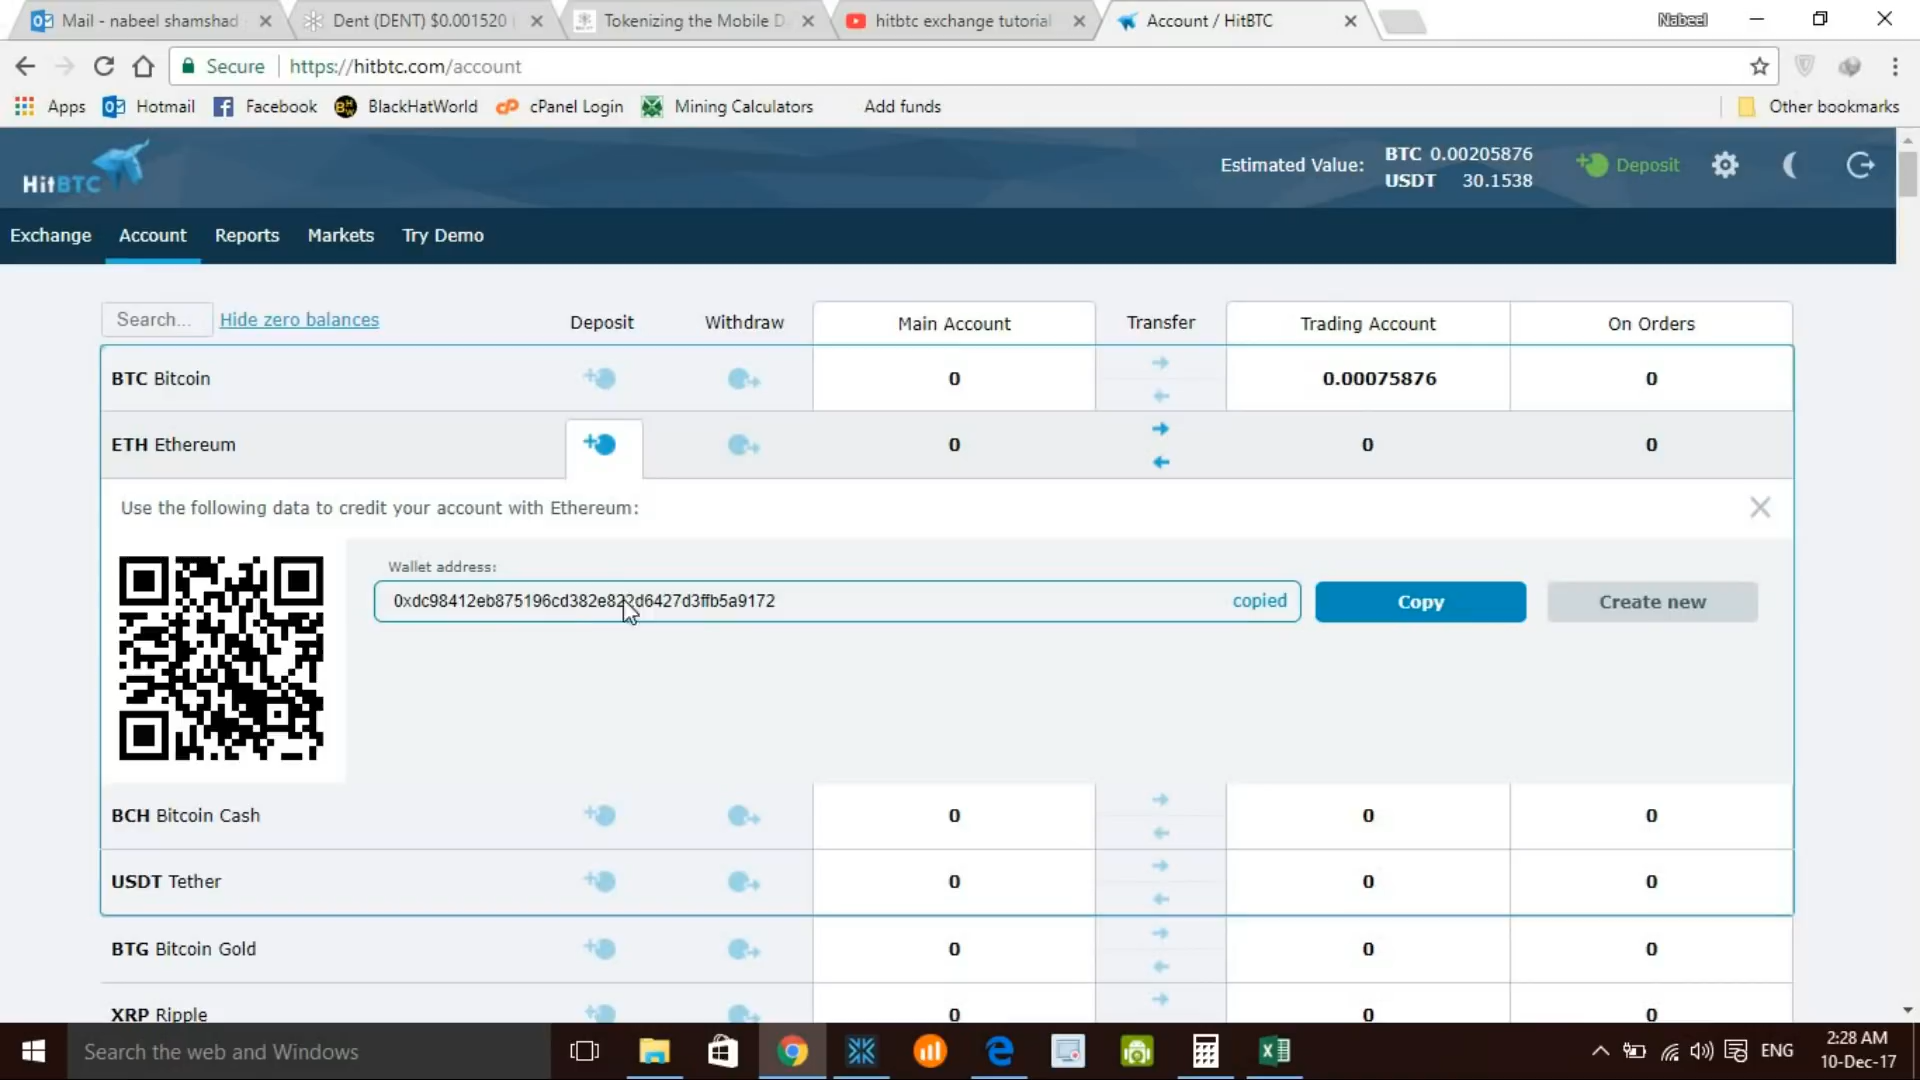 Mail - nabeel shamshad
Dent (DENT) $0.001520
Tokenizing the Mobile D
hitbtc exchange tutorial
Account / HitBTC
Nabeel
Secure
https://hitbtc.com/account
Apps
Hotmail
Facebook
BlackHatWorld
cPanel Login
Mining Calculators
Add funds
Other bookmarks
HitBTC
Estimated Value:
BTC 0.00205876
USDT 30.1538
Deposit
Exchange
Account
Reports
Markets
Try Demo
Search...
Hide zero balances
Deposit
Withdraw
Main Account
Transfer
Trading Account
On Orders
BTC Bitcoin
0
0.00075876
0
ETH Ethereum
0
0
0
Use the following data to credit your account with Ethereum:
Wallet address:
0xdc98412eb875196cd382e822d6427d3ffb5a9172
copied
Copy
Create new
BCH Bitcoin Cash
0
0
0
USDT Tether
0
0
0
BTG Bitcoin Gold
0
0
0
XRP Ripple
0
0
0
Search the web and Windows
ENG
2:28 AM
10-Dec-17